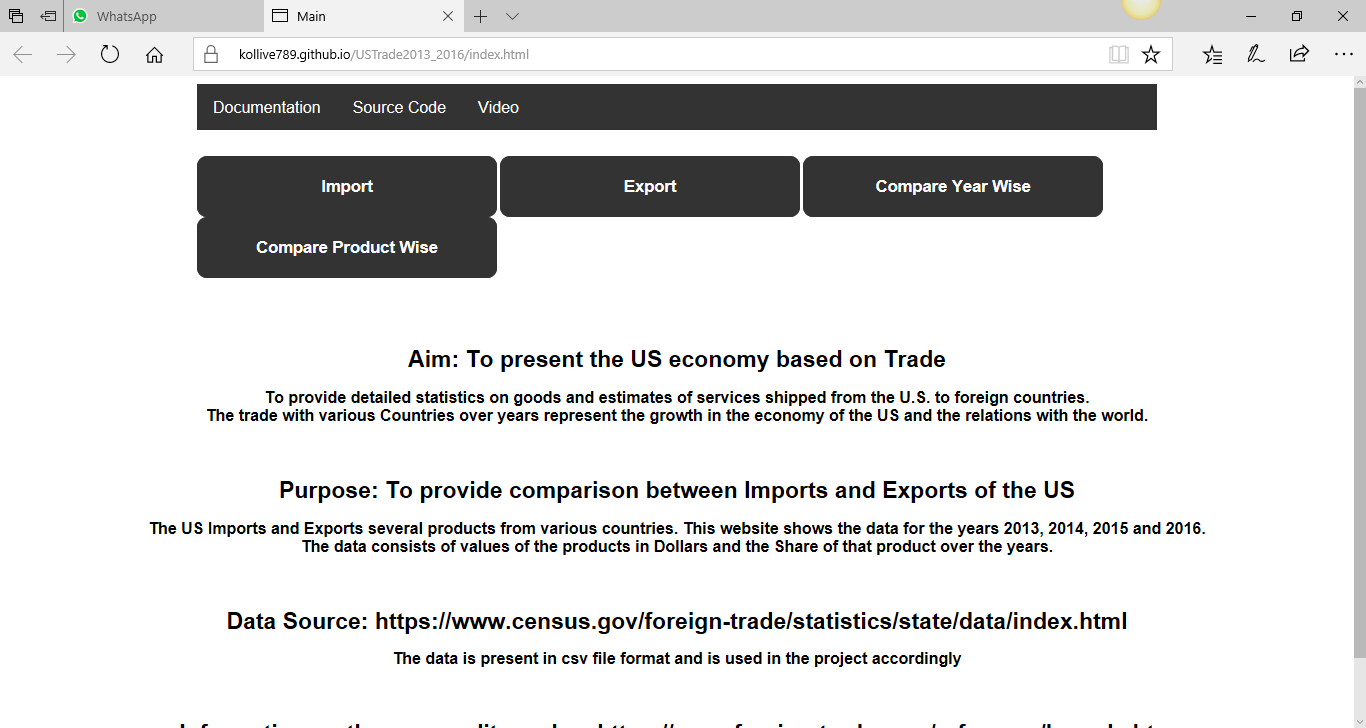 WhatsApp
Main
kollive789.github.io/USTrade2013_2016/index.html
Documentation Source Code Video
Import Export Compare Year Wise
Compare Product Wise
Aim: To present the US economy based on Trade
To provide detailed statistics on goods and estimates of services shipped from the U.S. to foreign countries.
The trade with various Countries over years represent the growth in the economy of the US and the relations with the world.
Purpose: To provide comparison between Imports and Exports of the US
The US Imports and Exports several products from various countries. This website shows the data for the years 2013, 2014, 2015 and 2016.
The data consists of values of the products in Dollars and the Share of that product over the years.
Data Source: https://www.census.gov/foreign-trade/statistics/state/data/index.html
The data is present in csv file format and is used in the project accordingly